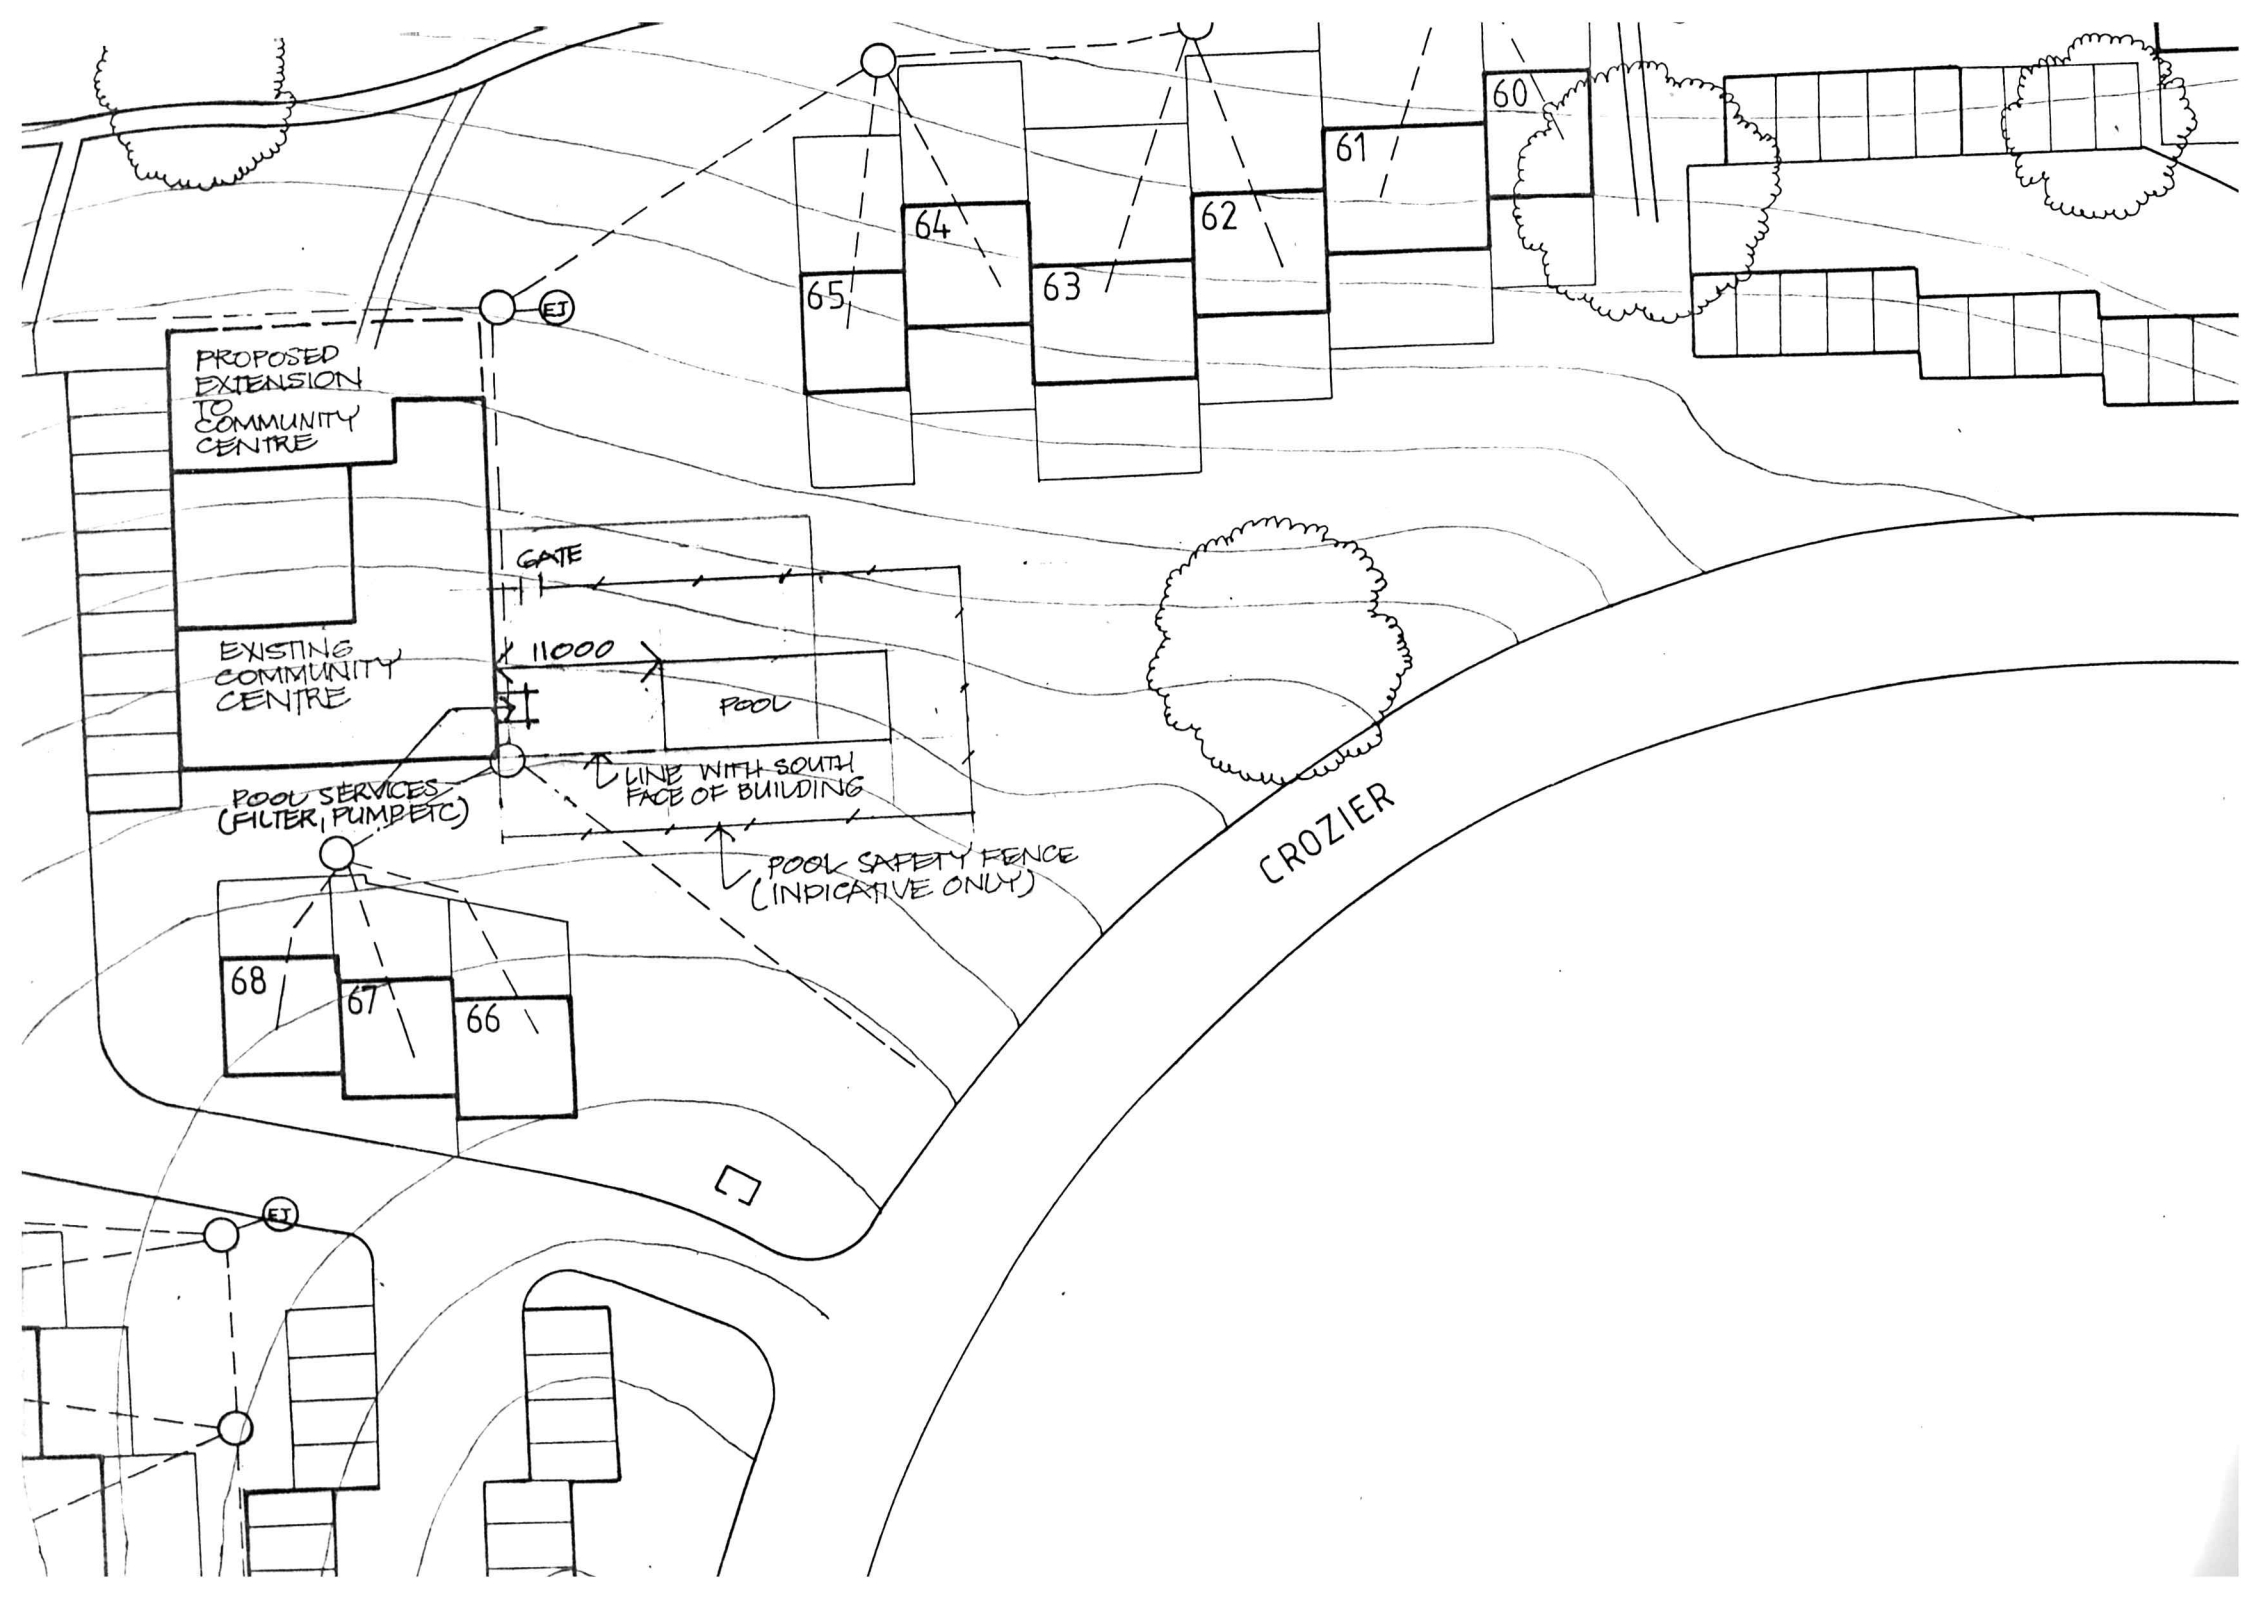 60
61
62
64
63
65
EJ
PROPOSED
EXTENSION
TO
COMMUNITY
CENTRE
GATE
11000
EXISTING
COMMUNITY
CENTRE
POOL
LINE WITH SOUTH
FACE OF BUILDING
POOL SERVICES
(FILTER, PUMP ETC)
CROZIER
POOL SAFETY FENCE
(INDICATIVE ONLY)
68
67
66
EJ